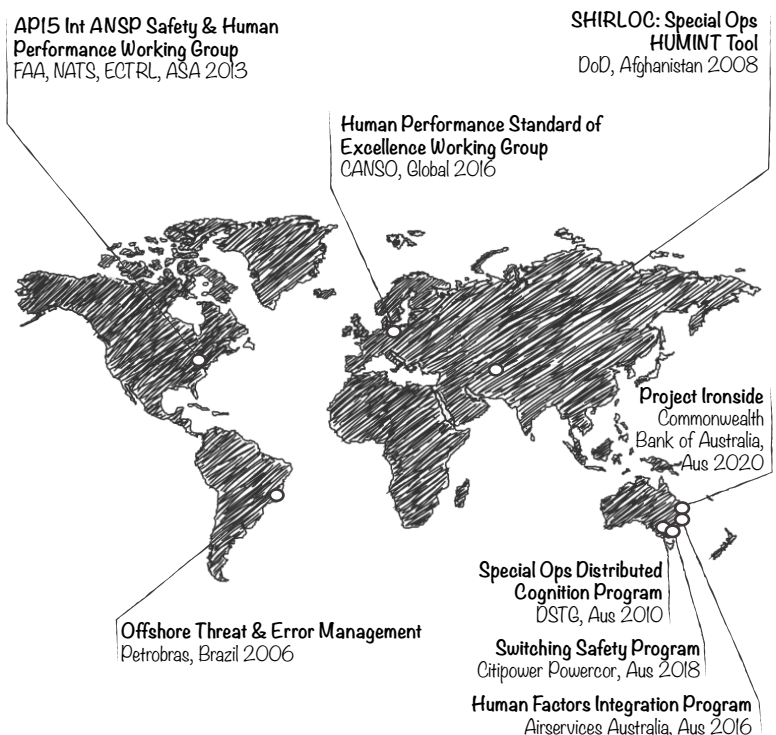 AP15 Int ANSP Safety & Human
Performance Working Group
FAA, NATS, ECTRL, ASA 2013
SHIRLOC: Special Ops
HUMINT Tool
DoD, Afghanistan 2008
Human Performance Standard of
Excellence Working Group
CANSO, Global 2016
Project Ironside
Commonwealth
Bank of Australia,
Aus 2020
Special Ops Distributed
Cognition Program
DSTG, Aus 2010
Offshore Threat & Error Management
Petrobras, Brazil 2006
Switching Safety Program
Citipower Powercor, Aus 2018
Human Factors Integration Program
Airservices Australia, Aus 2016